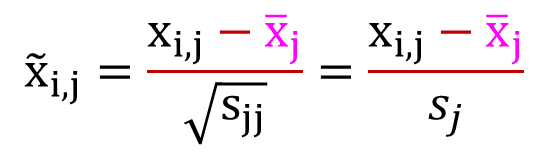 x̃i,j = (xi,j − x̄j) / √sjj = (xi,j − x̄j) / sj